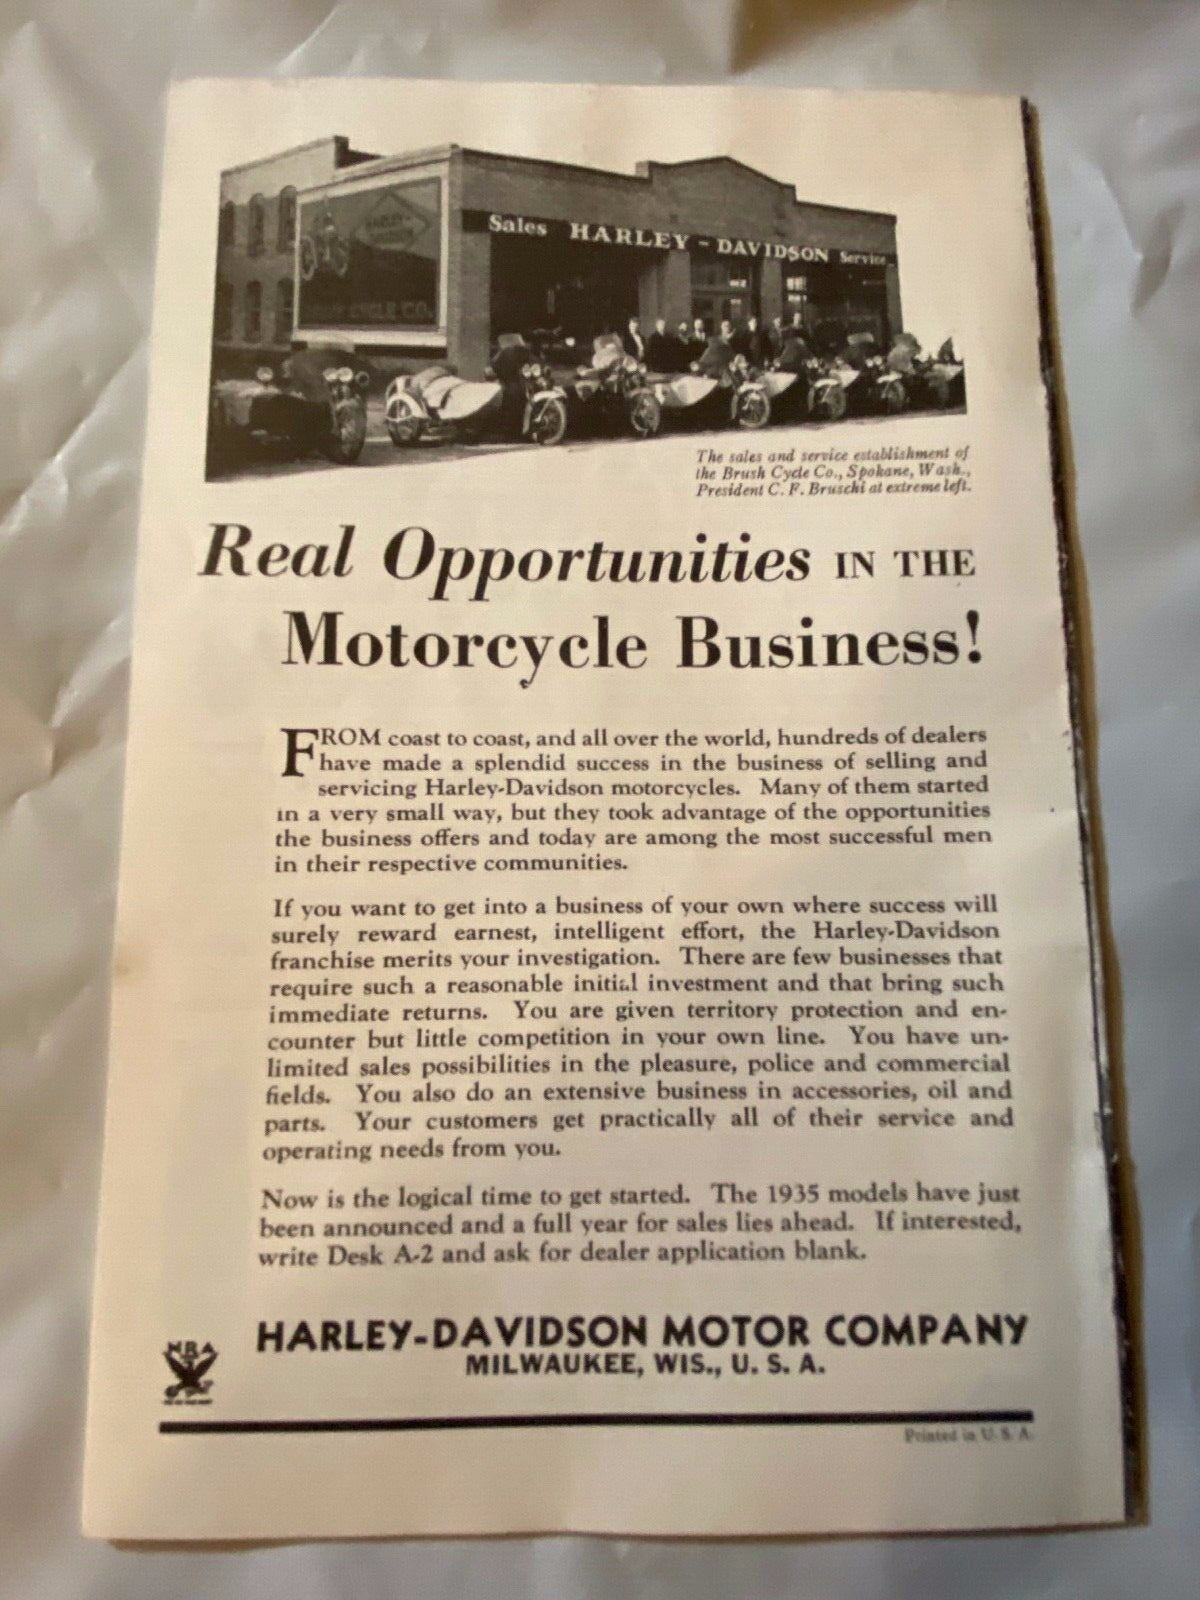 HARLEY-
CYCLE CO.
Sales HARLEY-DAVIDSON Service
The sales and service establishment of
the Brush Cycle Co., Spokane, Wash.,
President C. F. Bruschi at extreme left.
Real Opportunities IN THE
Motorcycle Business!
FROM coast to coast, and all over the world, hundreds of dealers
have made a splendid success in the business of selling and
servicing Harley-Davidson motorcycles. Many of them started
in a very small way, but they took advantage of the opportunities
the business offers and today are among the most successful men
in their respective communities.
If you want to get into a business of your own where success will
surely reward earnest, intelligent effort, the Harley-Davidson
franchise merits your investigation. There are few businesses that
require such a reasonable initial investment and that bring such
immediate returns. You are given territory protection and en-
counter but little competition in your own line. You have un-
limited sales possibilities in the pleasure, police and commercial
fields. You also do an extensive business in accessories, oil and
parts. Your customers get practically all of their service and
operating needs from you.
Now is the logical time to get started. The 1935 models have just
been announced and a full year for sales lies ahead. If interested,
write Desk A-2 and ask for dealer application blank.
NRA
HARLEY-DAVIDSON MOTOR COMPANY
MILWAUKEE, WIS., U. S. A.
Printed in U. S. A.